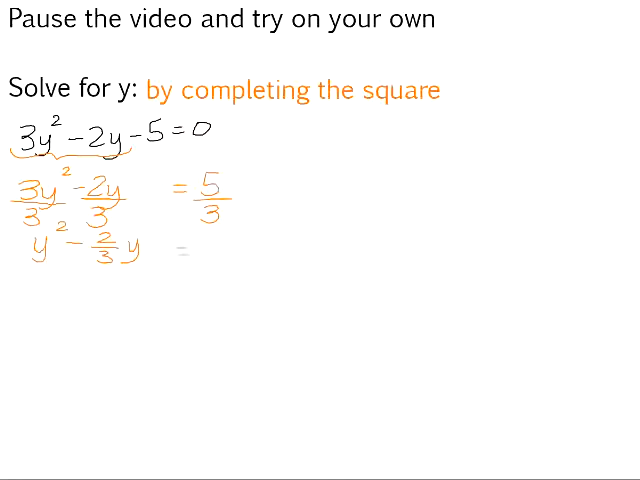 Pause the video and try on your own
Solve for y: by completing the square
3y² - 2y - 5 = 0
3y²/3 - 2y/3 = 5/3
y² - 2/3 y =